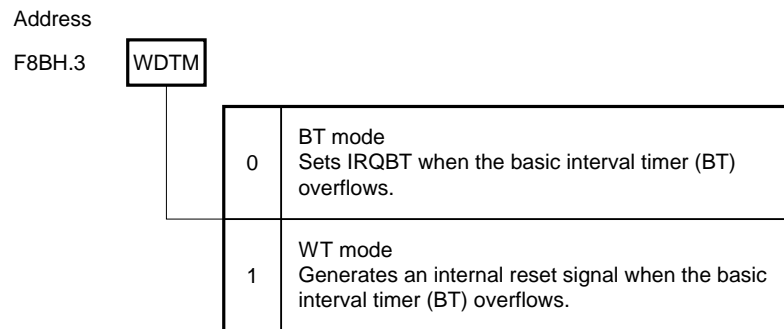 Address
F8BH.3 WDTM
0
BT mode
Sets IRQBT when the basic interval timer (BT)
overflows.
1
WT mode
Generates an internal reset signal when the basic
interval timer (BT) overflows.